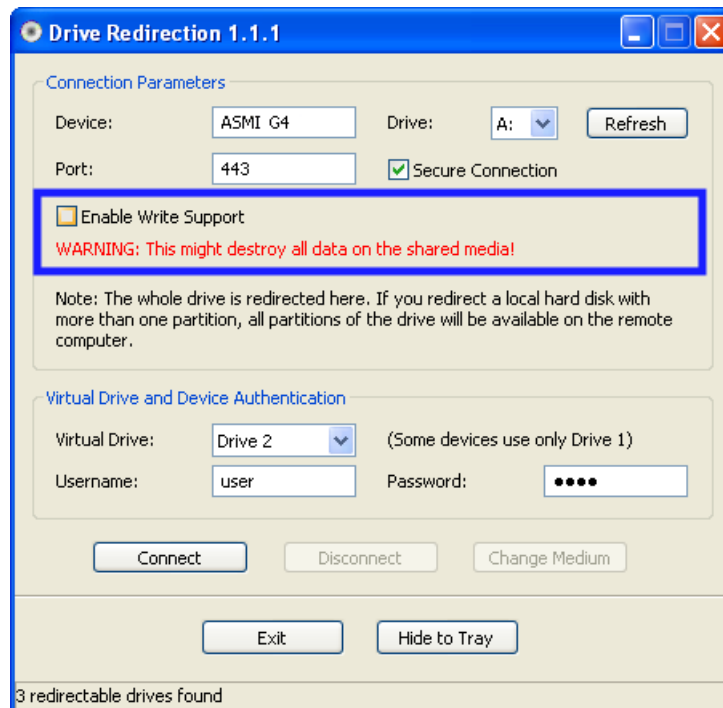 Drive Redirection 1.1.1
Connection Parameters
Device: ASMI G4 Drive: A: Refresh
Port: 443 Secure Connection
Enable Write Support
WARNING: This might destroy all data on the shared media!
Note: The whole drive is redirected here. If you redirect a local hard disk with
more than one partition, all partitions of the drive will be available on the remote
computer.
Virtual Drive and Device Authentication
Virtual Drive: Drive 2 (Some devices use only Drive 1)
Username: user Password: ●●●●
Connect Disconnect Change Medium
Exit Hide to Tray
3 redirectable drives found